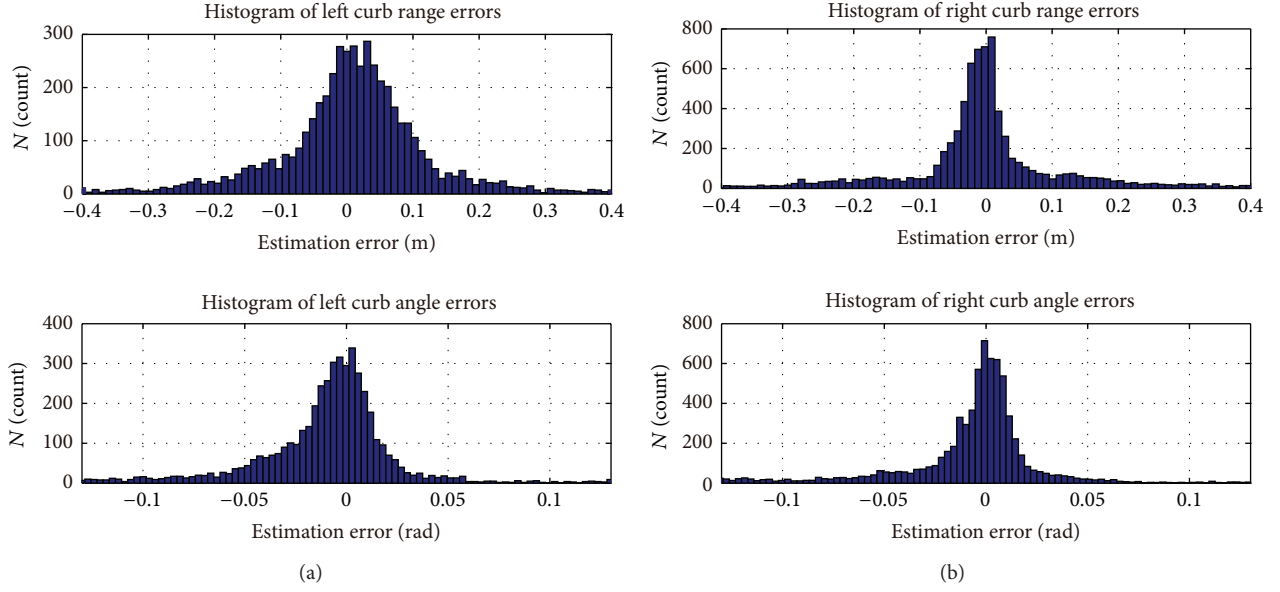 Histogram of left curb range errors
300
200
100
0
N (count)
−0.4 −0.3 −0.2 −0.1 0 0.1 0.2 0.3 0.4
Estimation error (m)
Histogram of left curb angle errors
400
300
200
100
0
N (count)
−0.1 −0.05 0 0.05 0.1
Estimation error (rad)
(a)
Histogram of right curb range errors
800
600
400
200
0
N (count)
−0.4 −0.3 −0.2 −0.1 0 0.1 0.2 0.3 0.4
Estimation error (m)
Histogram of right curb angle errors
800
600
400
200
0
N (count)
−0.1 −0.05 0 0.05 0.1
Estimation error (rad)
(b)